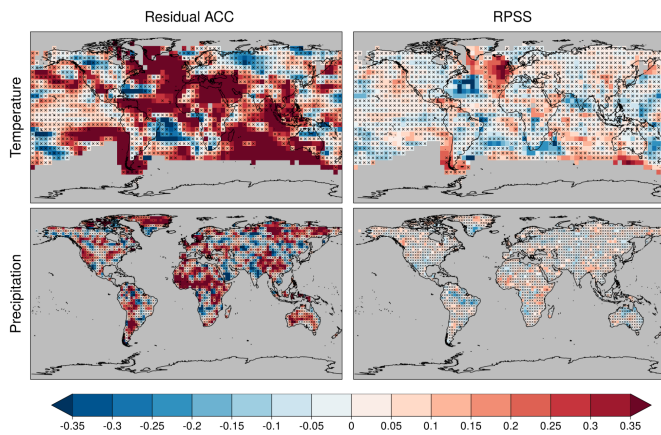 Residual ACC
RPSS
Temperature
Precipitation
-0.35 -0.3 -0.25 -0.2 -0.15 -0.1 -0.05 0 0.05 0.1 0.15 0.2 0.25 0.3 0.35